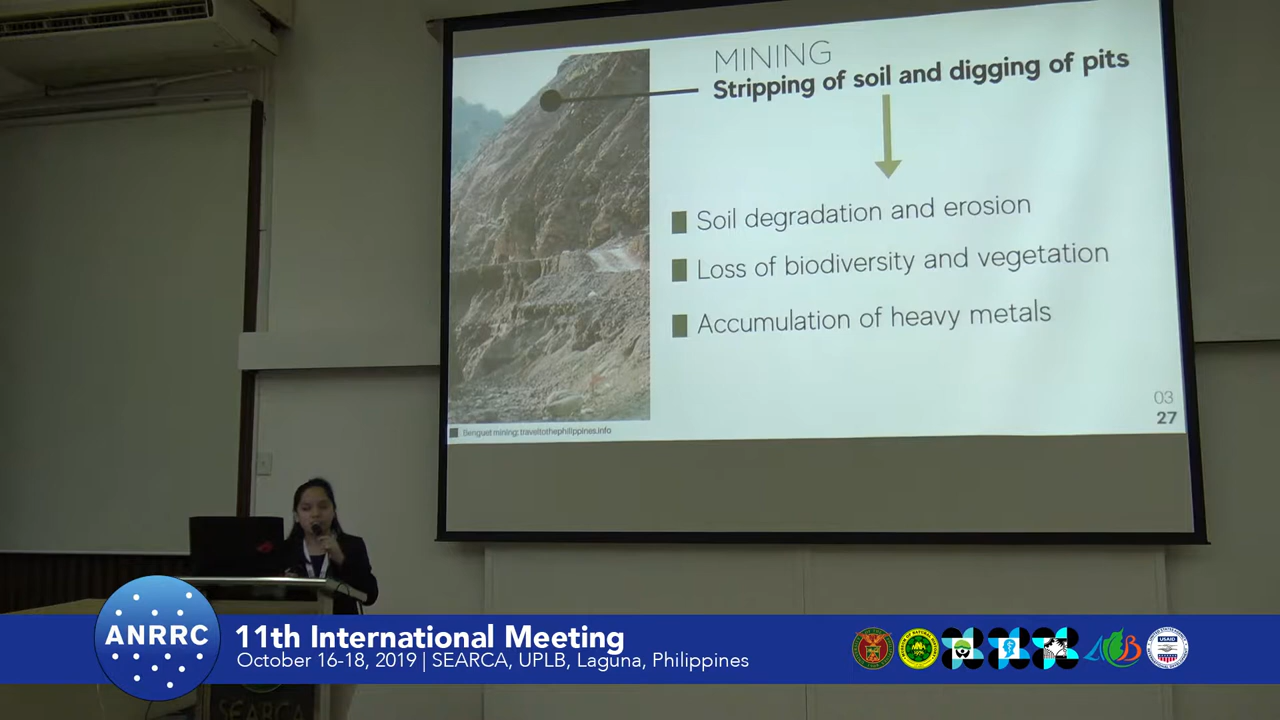 MINING
Stripping of soil and digging of pits
Soil degradation and erosion
Loss of biodiversity and vegetation
Accumulation of heavy metals
03
27
Benguet mining; traveltothephilippines.info
ANRRC
11th International Meeting
October 16-18, 2019 | SEARCA, UPLB, Laguna, Philippines
USAID
SEARCA